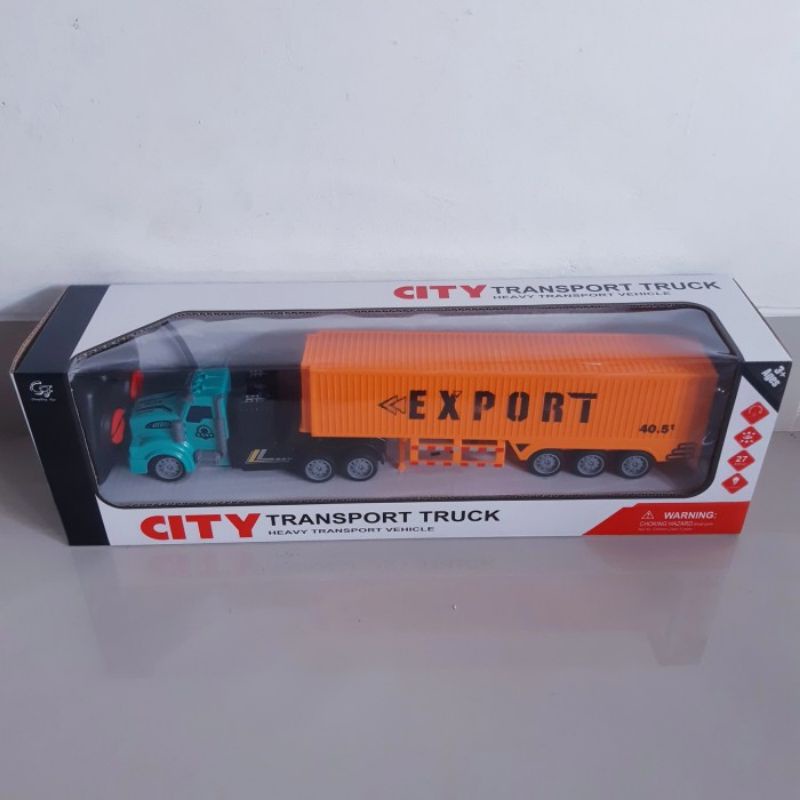 CITY TRANSPORT TRUCK
HEAVY TRANSPORT VEHICLE
3+
Ages
EXPORT
40.5T
27
CITY TRANSPORT TRUCK
HEAVY TRANSPORT VEHICLE
WARNING:
CHOKING HAZARD